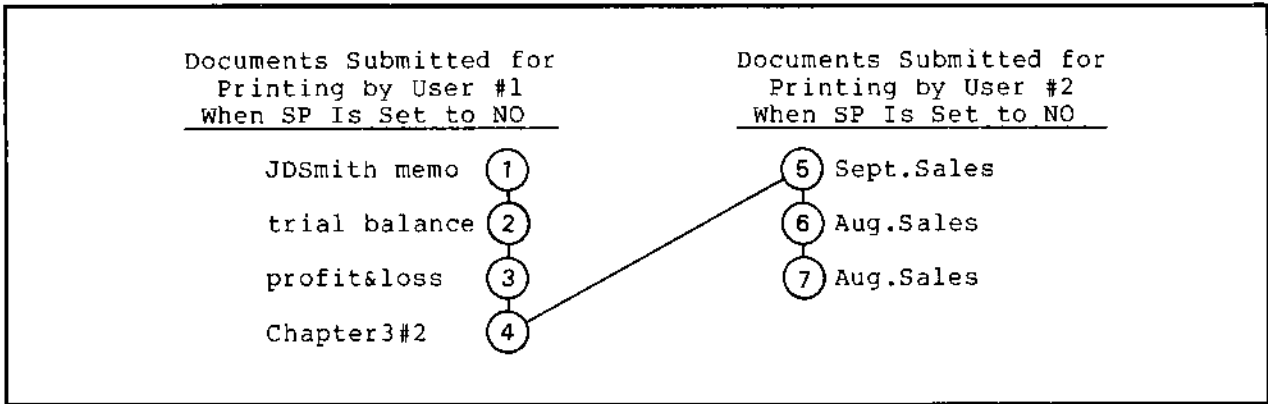 Documents Submitted for
Printing by User #1
When SP Is Set to NO
JDSmith memo 1
trial balance 2
profit&loss 3
Chapter3#2 4
Documents Submitted for
Printing by User #2
When SP Is Set to NO
5 Sept.Sales
6 Aug.Sales
7 Aug.Sales